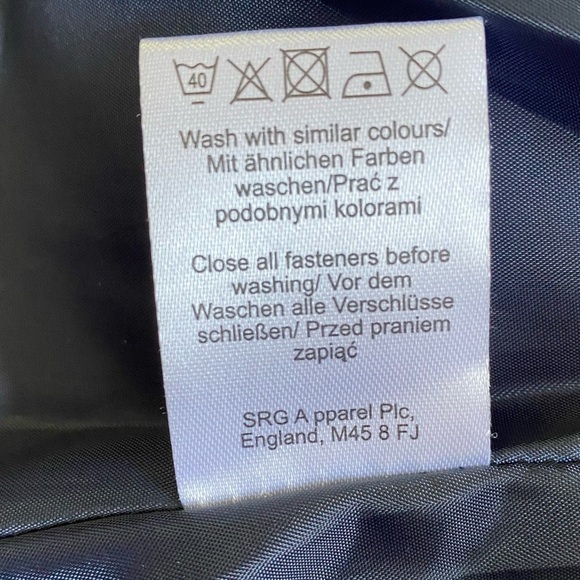 40
Wash with similar colours/
Mit ähnlichen Farben
waschen/Prać z
podobnymi kolorami
Close all fasteners before
washing/ Vor dem
Waschen alle Verschlüsse
schließen/ Przed praniem
zapiąć
SRG A pparel Plc,
England, M45 8 FJ